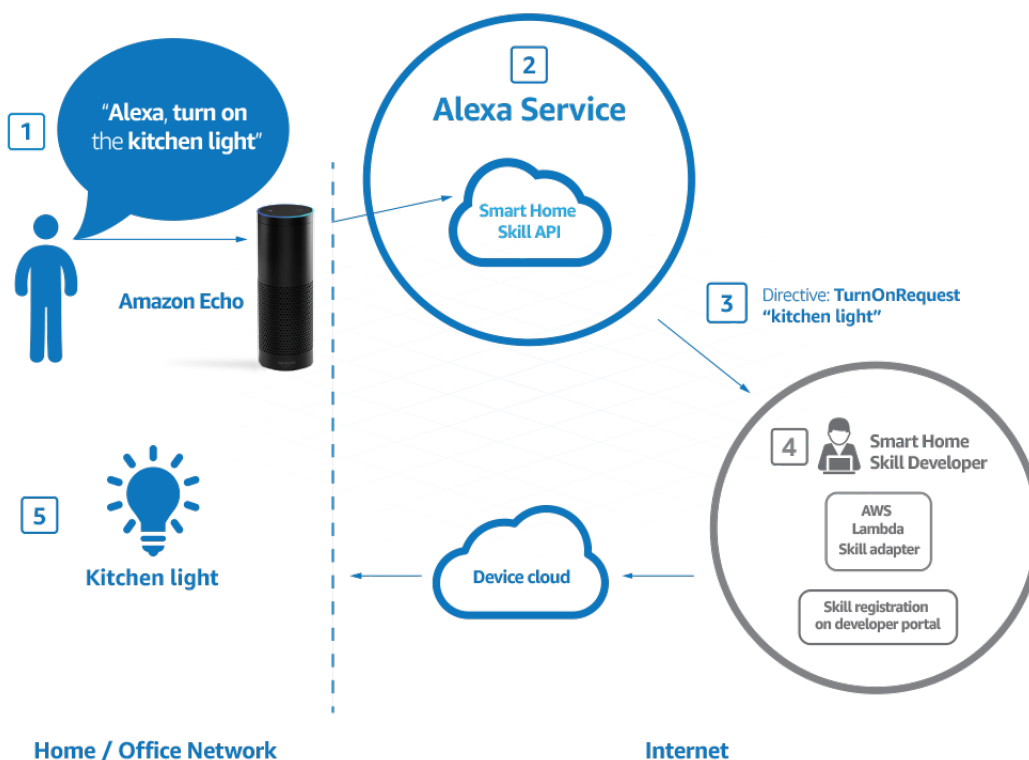 1
“Alexa, turn on
the kitchen light”
Amazon Echo
2
Alexa Service
Smart Home
Skill API
3
Directive: TurnOnRequest
“kitchen light”
4
Smart Home
Skill Developer
AWS
Lambda
Skill adapter
Skill registration
on developer portal
Device cloud
5
Kitchen light
Home / Office Network
Internet